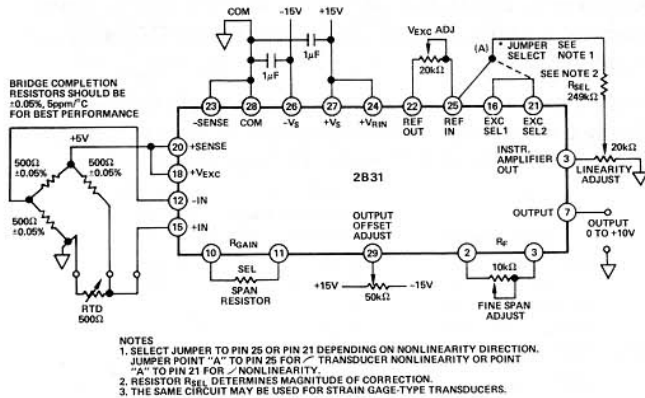 COM
–15V
+15V
VEXC ADJ
(A)
* JUMPER SEE
SELECT NOTE 1
1μF
1μF
20kΩ
SEE NOTE 2
RSEL
249kΩ
BRIDGE COMPLETION
RESISTORS SHOULD BE
±0.05%, 5ppm/°C
FOR BEST PERFORMANCE
23
28
26
27
24
22
25
16
21
–SENSE
COM
–VS
+VS
+VRIN
REF
OUT
REF
IN
EXC
SEL1
EXC
SEL2
+5V
20
+SENSE
18
+VEXC
12
–IN
15
+IN
500Ω
±0.05%
500Ω
±0.05%
500Ω
±0.05%
RTD
500Ω
2B31
INSTR.
AMPLIFIER
OUT
3
20kΩ
LINEARITY
ADJUST
OUTPUT
7
OUTPUT
0 TO +10V
OUTPUT
OFFSET
ADJUST
RGAIN
RF
10
11
29
2
3
SEL
SPAN
RESISTOR
+15V
–15V
50kΩ
10kΩ
FINE SPAN
ADJUST
NOTES
1. SELECT JUMPER TO PIN 25 OR PIN 21 DEPENDING ON NONLINEARITY DIRECTION.
JUMPER POINT "A" TO PIN 25 FOR TRANSDUCER NONLINEARITY OR POINT
"A" TO PIN 21 FOR NONLINEARITY.
2. RESISTOR RSEL DETERMINES MAGNITUDE OF CORRECTION.
3. THE SAME CIRCUIT MAY BE USED FOR STRAIN GAGE-TYPE TRANSDUCERS.